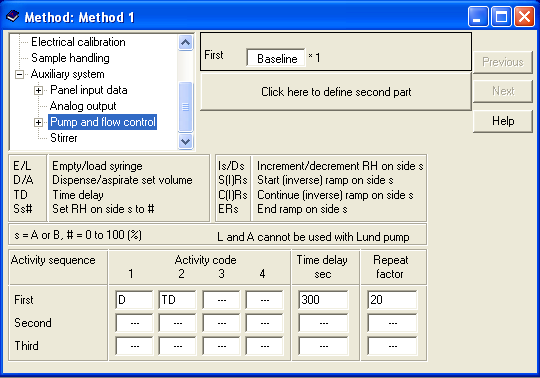 Method: Method 1
Electrical calibration
Sample handling
Auxiliary system
Panel input data
Analog output
Pump and flow control
Stirrer
First Baseline * 1
Click here to define second part
Previous
Next
Help
E/L Empty/load syringe
D/A Dispense/aspirate set volume
TD Time delay
Ss# Set RH on side s to #
Is/Ds Increment/decrement RH on side s
S(I)Rs Start (inverse) ramp on side s
C(I)Rs Continue (inverse) ramp on side s
ERs End ramp on side s
s = A or B, # = 0 to 100 (%) L and A cannot be used with Lund pump
Activity sequence Activity code Time delay Repeat
1 2 3 4 sec factor
First D TD --- --- 300 20
Second --- --- --- --- --- ---
Third --- --- --- --- --- ---